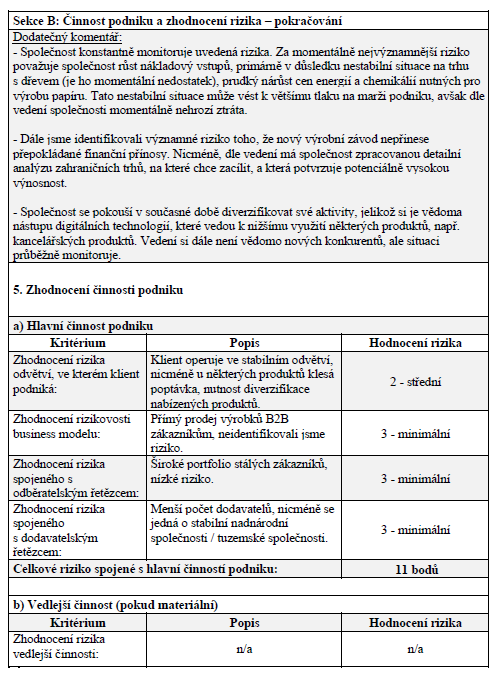 Sekce B: Činnost podniku a zhodnocení rizika – pokračování
Dodatečný komentář:
- Společnost konstantně monitoruje uvedená rizika. Za momentálně nejvýznamnější riziko
považuje společnost růst nákladový vstupů, primárně v důsledku nestabilní situace na trhu
s dřevem (je ho momentální nedostatek), prudký nárůst cen energií a chemikálií nutných pro
výrobu papíru. Tato nestabilní situace může vést k většímu tlaku na marži podniku, avšak dle
vedení společnosti momentálně nehrozí ztráta.
- Dále jsme identifikovali významné riziko toho, že nový výrobní závod nepřinese
přepokládané finanční přínosy. Nicméně, dle vedení má společnost zpracovanou detailní
analýzu zahraničních trhů, na které chce zacílit, a která potvrzuje potenciálně vysokou
výnosnost.
- Společnost se pokouší v současné době diverzifikovat své aktivity, jelikož si je vědoma
nástupu digitálních technologií, které vedou k nižšímu využití některých produktů, např.
kancelářských produktů. Vedení si dále není vědomo nových konkurentů, ale situaci
průběžně monitoruje.
5. Zhodnocení činnosti podniku
a) Hlavní činnost podniku
Kritérium Popis Hodnocení rizika
Zhodnocení rizika Klient operuje ve stabilním odvětví,
odvětví, ve kterém klient nicméně u některých produktů klesá
podniká: poptávka, nutnost diverzifikace
nabízených produktů.
2 - střední
Zhodnocení rizikovosti Přímý prodej výrobků B2B
business modelu: zákazníkům, neidentifikovali jsme
riziko.
3 - minimální
Zhodnocení rizika Široké portfolio stálých zákazníků,
spojeného s nízké riziko.
odběratelským řetězcem:
3 - minimální
Zhodnocení rizika Menší počet dodavatelů, nicméně se
spojeného jedná o stabilní nadnárodní
s dodavatelským společnosti / tuzemské společnosti.
řetězcem:
3 - minimální
Celkové riziko spojené s hlavní činností podniku: 11 bodů
b) Vedlejší činnost (pokud materiální)
Kritérium Popis Hodnocení rizika
Zhodnocení rizika
vedlejší činnosti:
n/a n/a